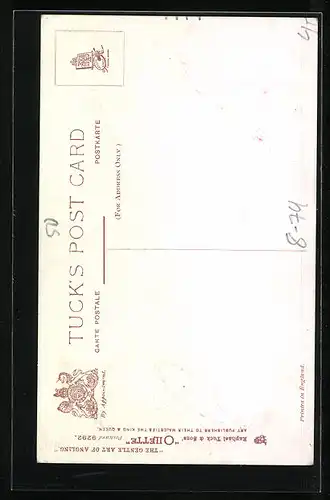 TUCK'S POST CARD
CARTE POSTALE
POSTKARTE
(FOR ADDRESS ONLY.)
By Appointment.
"THE GENTLE ART OF ANGLING."
Raphael Tuck & Sons' "OILETTE" Postcard 9292.
ART PUBLISHERS TO THEIR MAJESTIES THE KING & QUEEN.
Printed in England.
50
8-74